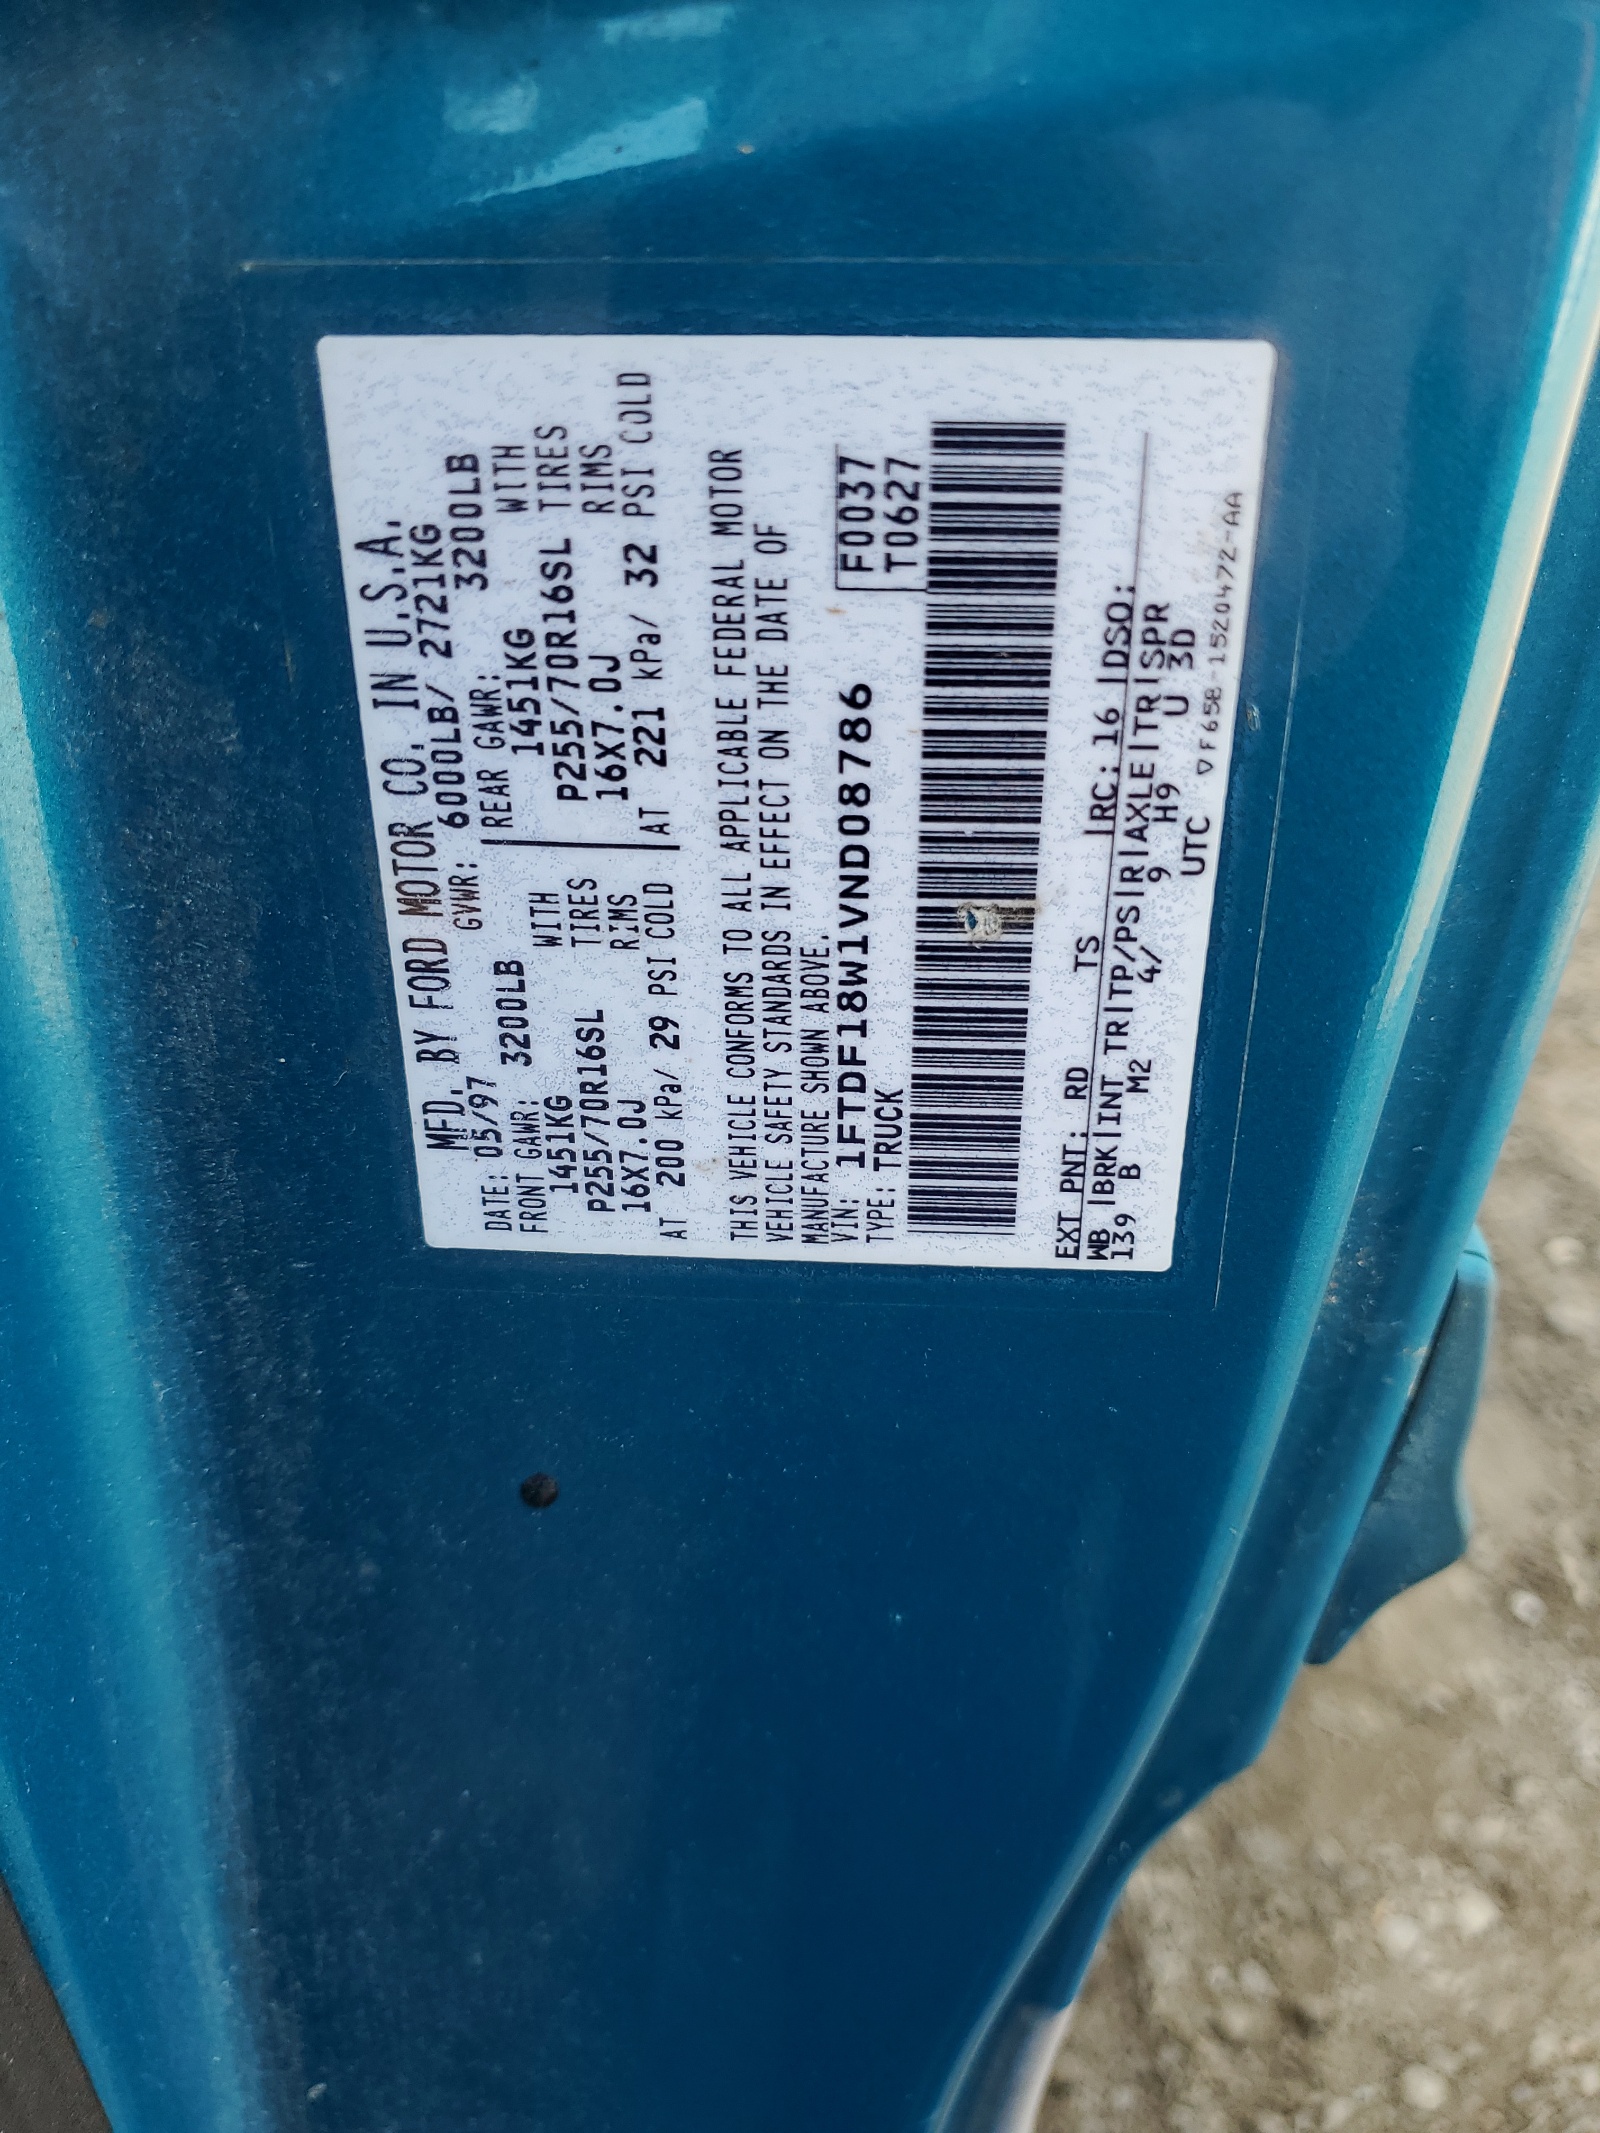 MFD. BY FORD MOTOR CO. IN U.S.A.
DATE: 05/97 GVWR: 6000LB/ 2721KG
FRONT GAWR: 3200LB REAR GAWR: 3200LB
1451KG WITH 1451KG WITH
P255/70R16SL TIRES P255/70R16SL TIRES
16X7.0J RIMS 16X7.0J RIMS
AT 200 kPa/ 29 PSI COLD AT 221 kPa/ 32 PSI COLD
THIS VEHICLE CONFORMS TO ALL APPLICABLE FEDERAL MOTOR
VEHICLE SAFETY STANDARDS IN EFFECT ON THE DATE OF
MANUFACTURE SHOWN ABOVE.
VIN: 1FTDF18W1VND08786 F0037
TYPE: TRUCK T0627
EXT PNT: RD TS RC: 16 DSO:
WB BRK INT TR TP/PS R AXLE TR SPR
139 B M2 4/ 9 H9 U 3D
UTC ▽ F65B-1520472-AA